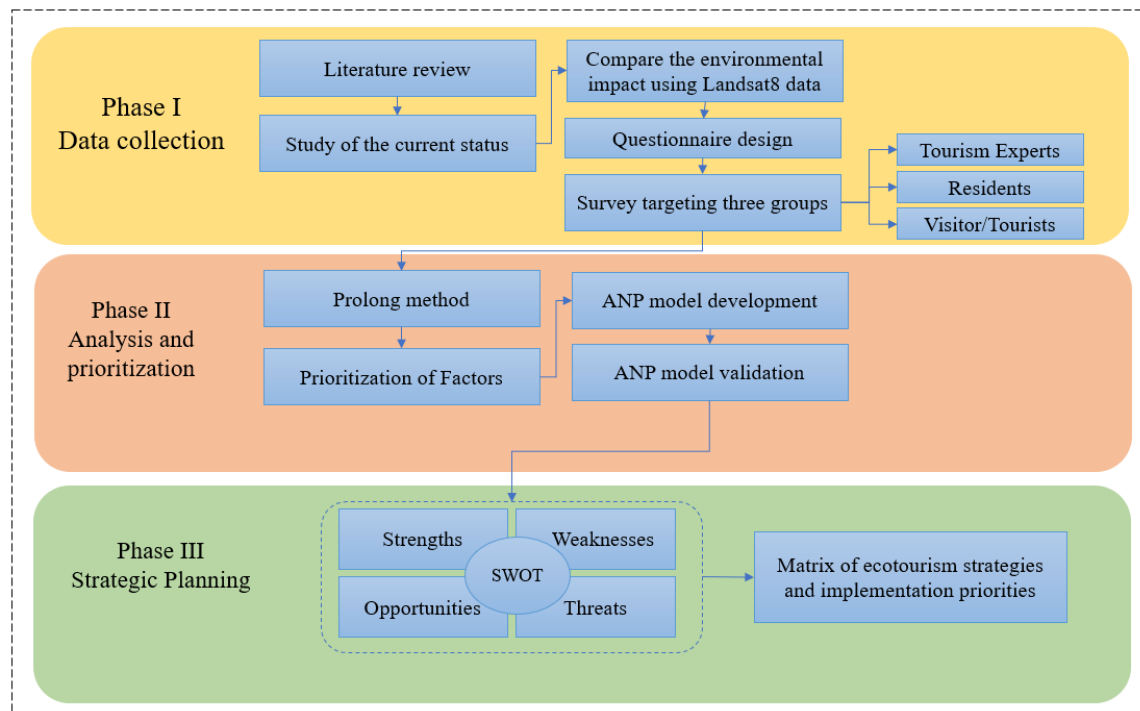 Phase I
Data collection
Literature review
Study of the current status
Compare the environmental
impact using Landsat8 data
Questionnaire design
Survey targeting three groups
Tourism Experts
Residents
Visitor/Tourists
Phase II
Analysis and
prioritization
Prolong method
Prioritization of Factors
ANP model development
ANP model validation
Phase III
Strategic Planning
Strengths
Weaknesses
SWOT
Opportunities
Threats
Matrix of ecotourism strategies
and implementation priorities